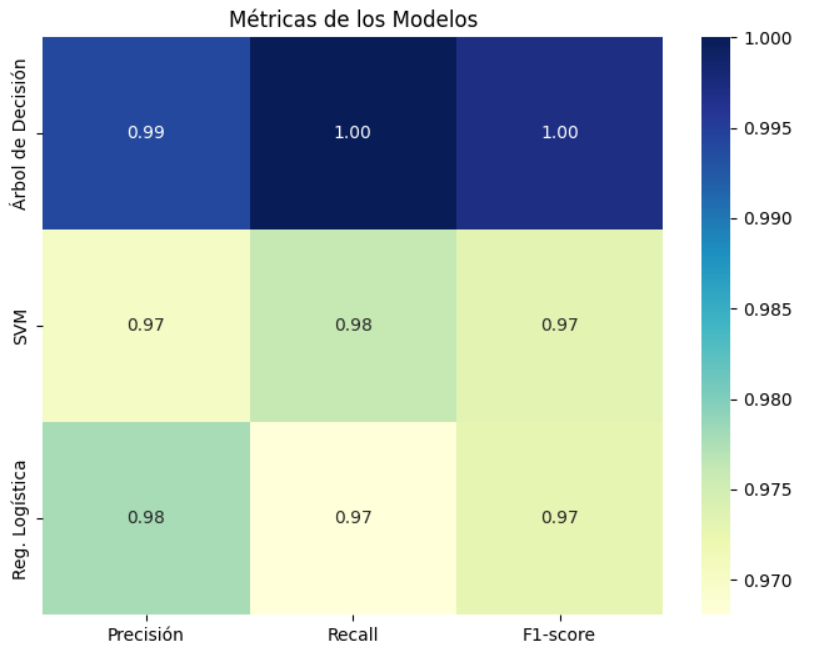 Métricas de los Modelos
Árbol de Decisión
0.99 1.00 1.00
SVM
0.97 0.98 0.97
Reg. Logística
0.98 0.97 0.97
Precisión Recall F1-score
1.000
0.995
0.990
0.985
0.980
0.975
0.970